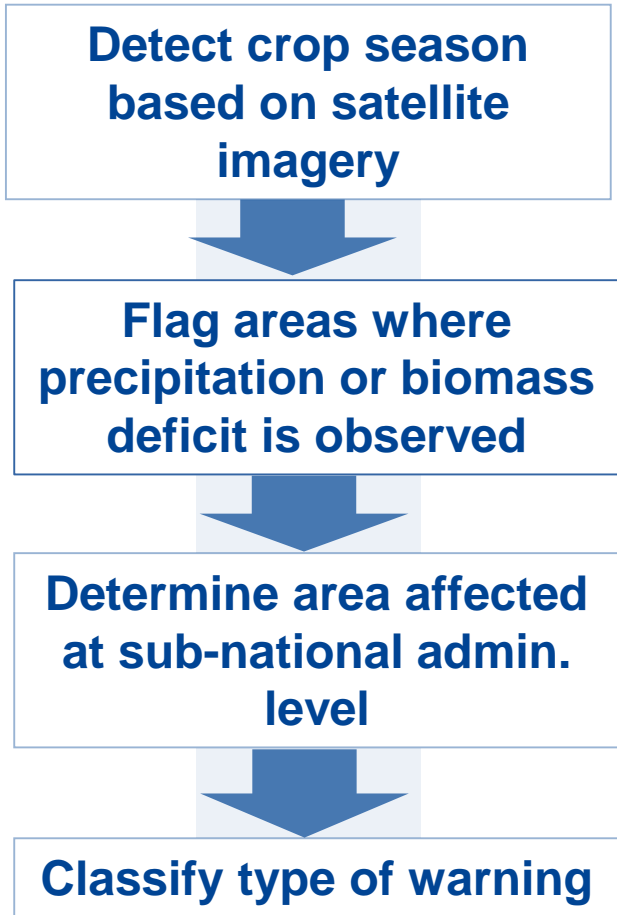 Detect crop season
based on satellite
imagery
Flag areas where
precipitation or biomass
deficit is observed
Determine area affected
at sub-national admin.
level
Classify type of warning